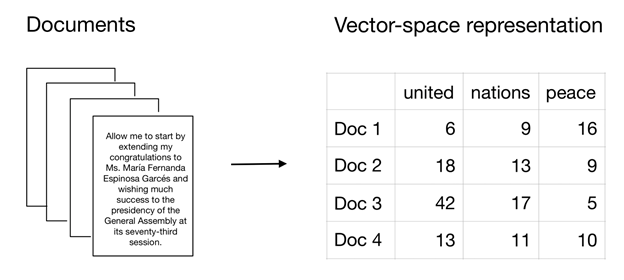 Documents
Vector-space representation
Allow me to start by
extending my
congratulations to
Ms. María Fernanda
Espinosa Garcés and
wishing much
success to the
presidency of the
General Assembly at
its seventy-third
session.
united nations peace
Doc 1 6 9 16
Doc 2 18 13 9
Doc 3 42 17 5
Doc 4 13 11 10